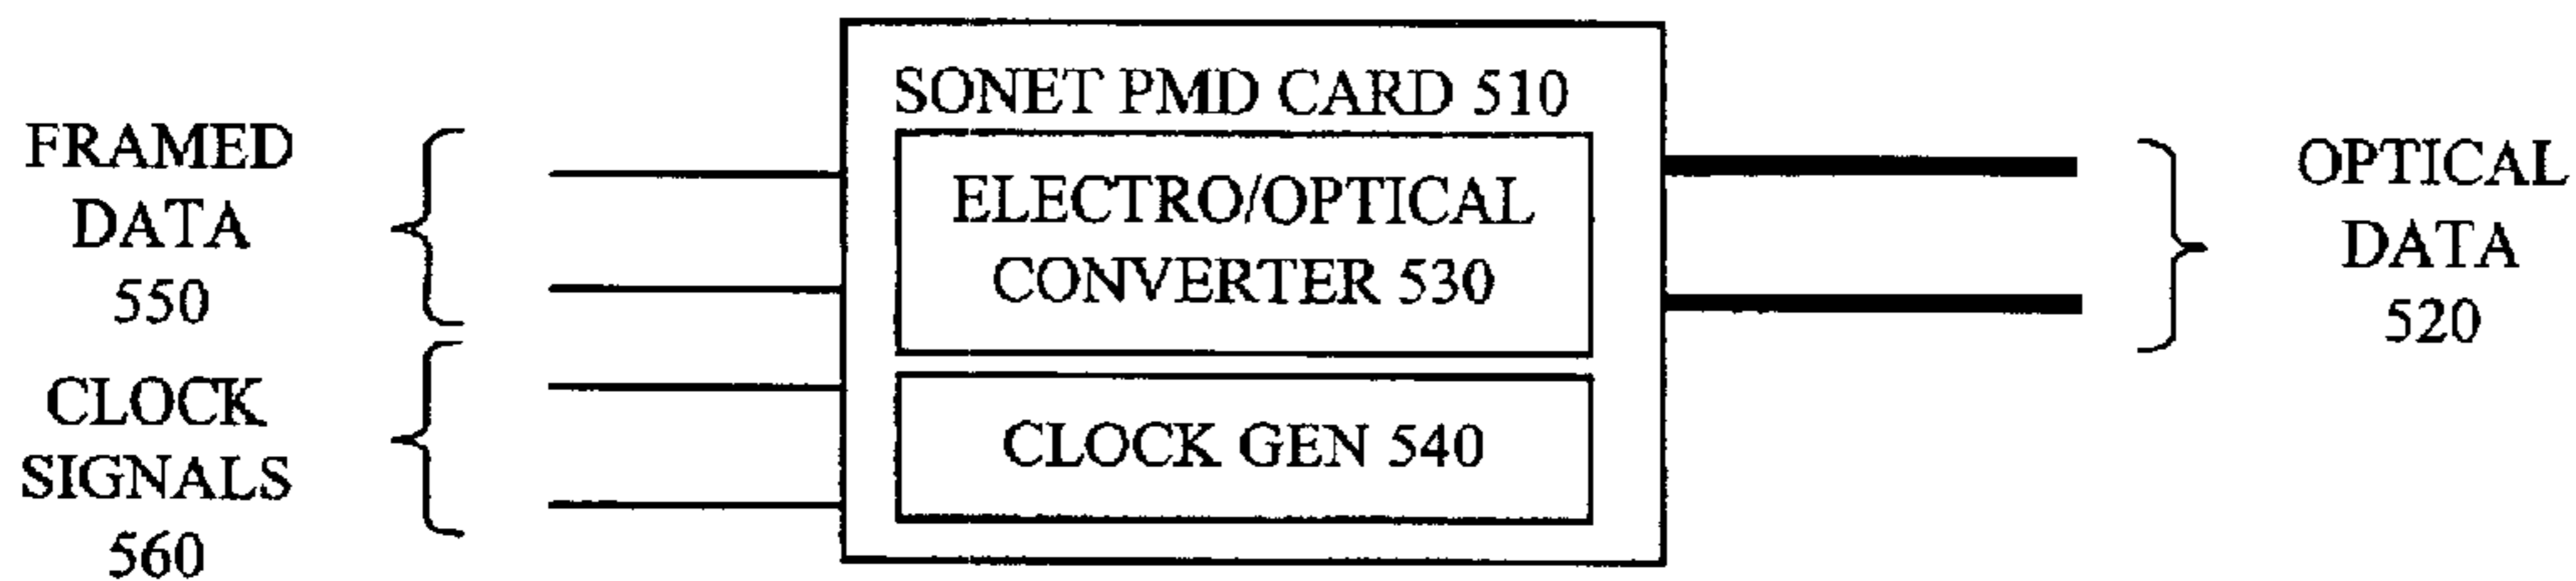 FRAMED
DATA
550
CLOCK
SIGNALS
560
SONET PMD CARD 510
ELECTRO/OPTICAL
CONVERTER 530
CLOCK GEN 540
OPTICAL
DATA
520